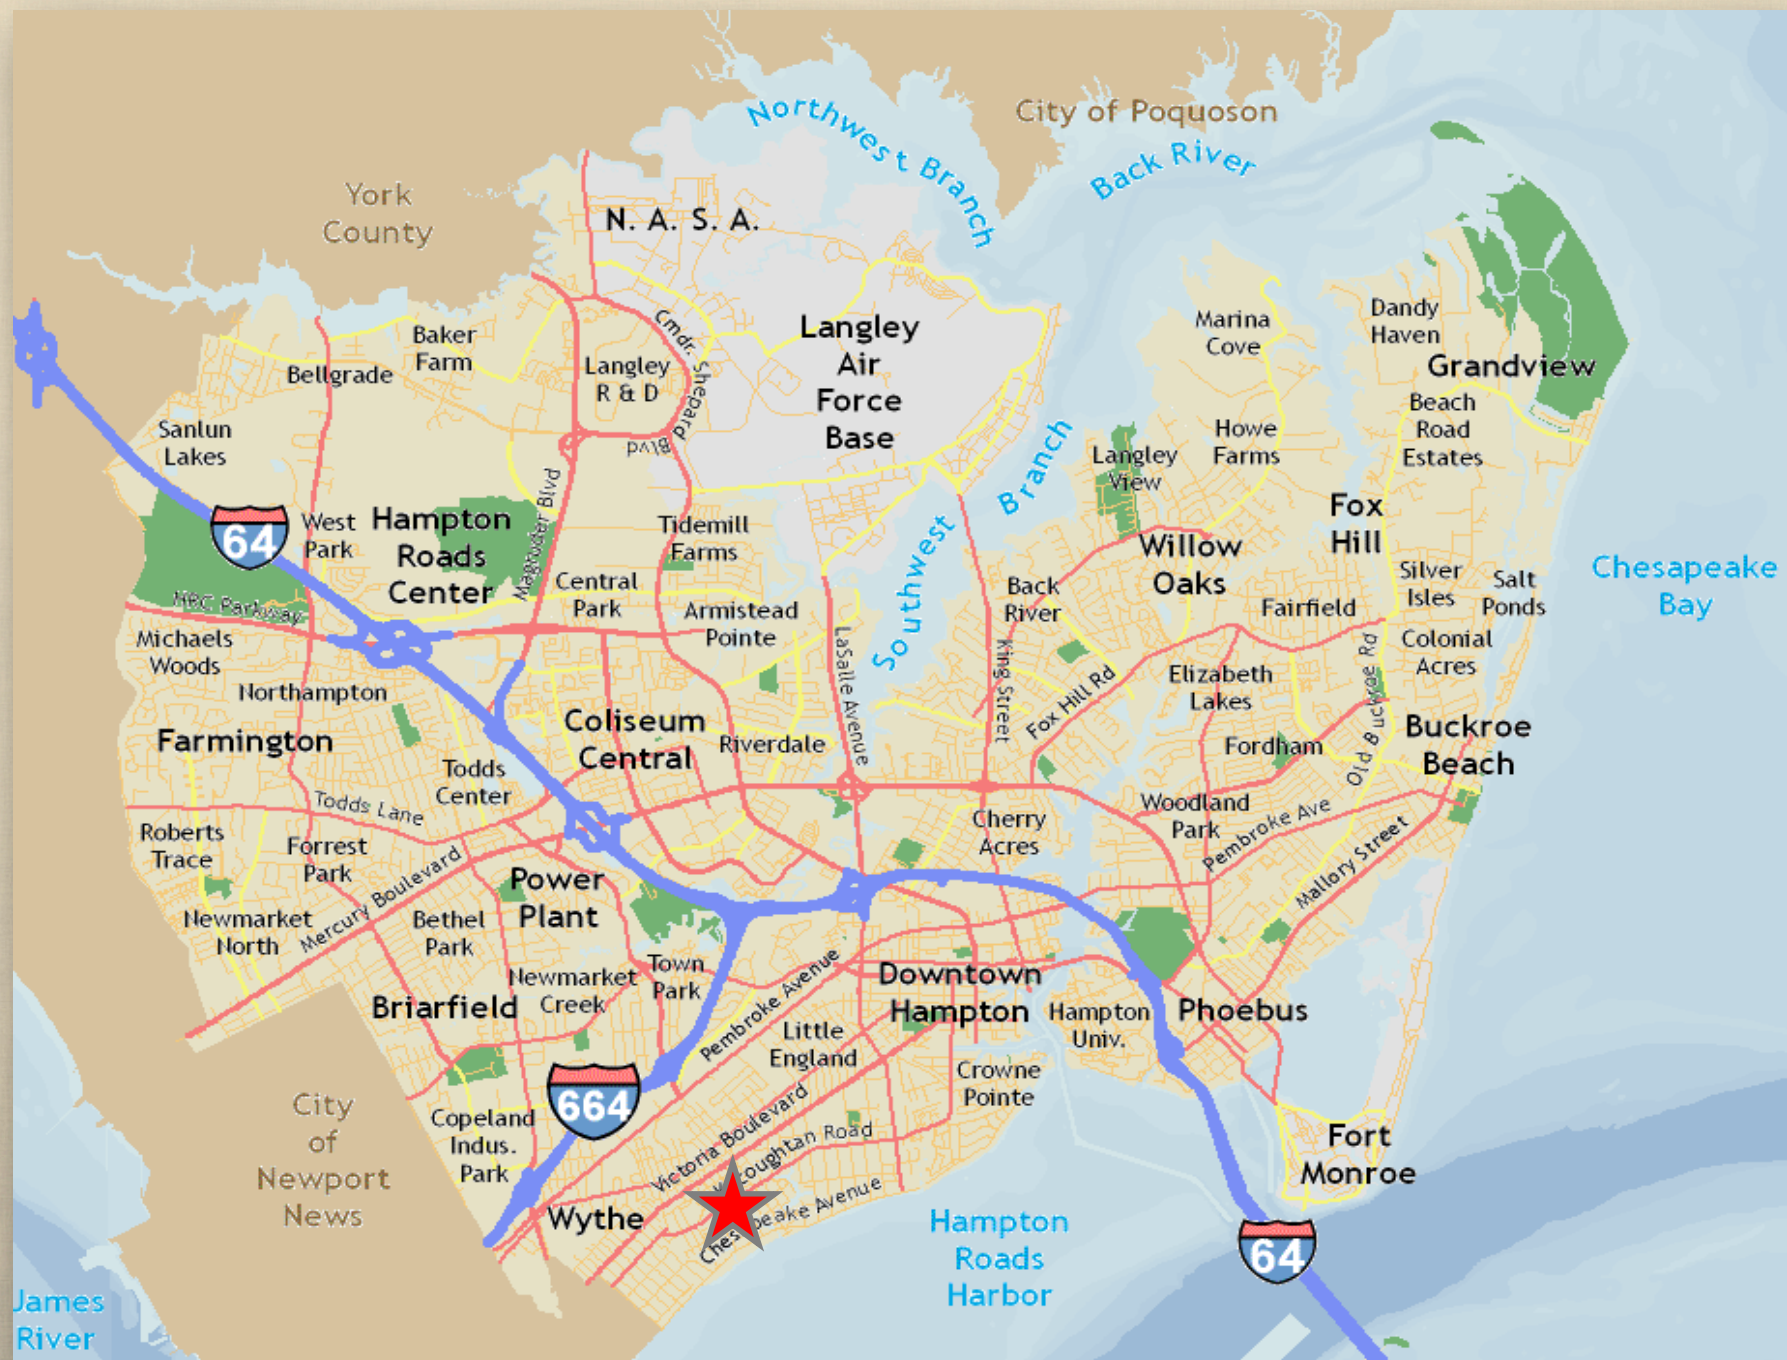 Northwest Branch
City of Poquoson
Back River
York
County
N. A. S. A.
Cmdr. Shepard
Blvd
Langley
R & D
Langley
Air
Force
Base
Marina
Cove
Dandy
Haven
Grandview
Baker
Farm
Bellgrade
Sanlun
Lakes
Beach
Road
Estates
Howe
Farms
Langley
View
Southwest
Branch
64
West
Park
Hampton
Roads
Center
Magruder Blvd
Tidemill
Farms
Willow
Oaks
Fox
Hill
Chesapeake
Bay
Silver
Isles
Salt
Ponds
HRC Parkway
Central
Park
Armistead
Pointe
Back
River
Fairfield
Michaels
Woods
Colonial
Acres
Northampton
LaSalle Avenue
King Street
Fox Hill Rd
Elizabeth
Lakes
Old Buckroe Rd
Farmington
Coliseum
Central
Riverdale
Fordham
Buckroe
Beach
Todds
Center
Todds Lane
Roberts
Trace
Forrest
Park
Cherry
Acres
Woodland
Park
Pembroke Ave
Mallory Street
Mercury Boulevard
Power
Plant
Newmarket
North
Bethel
Park
Newmarket
Creek
Town
Park
Pembroke Avenue
Downtown
Hampton
Briarfield
Hampton
Univ.
Phoebus
Little
England
Crowne
Pointe
664
City
of
Newport
News
Copeland
Indus.
Park
Victoria Boulevard
oughtan Road
Fort
Monroe
Wythe
Ches peake Avenue
Hampton
Roads
Harbor
64
James
River